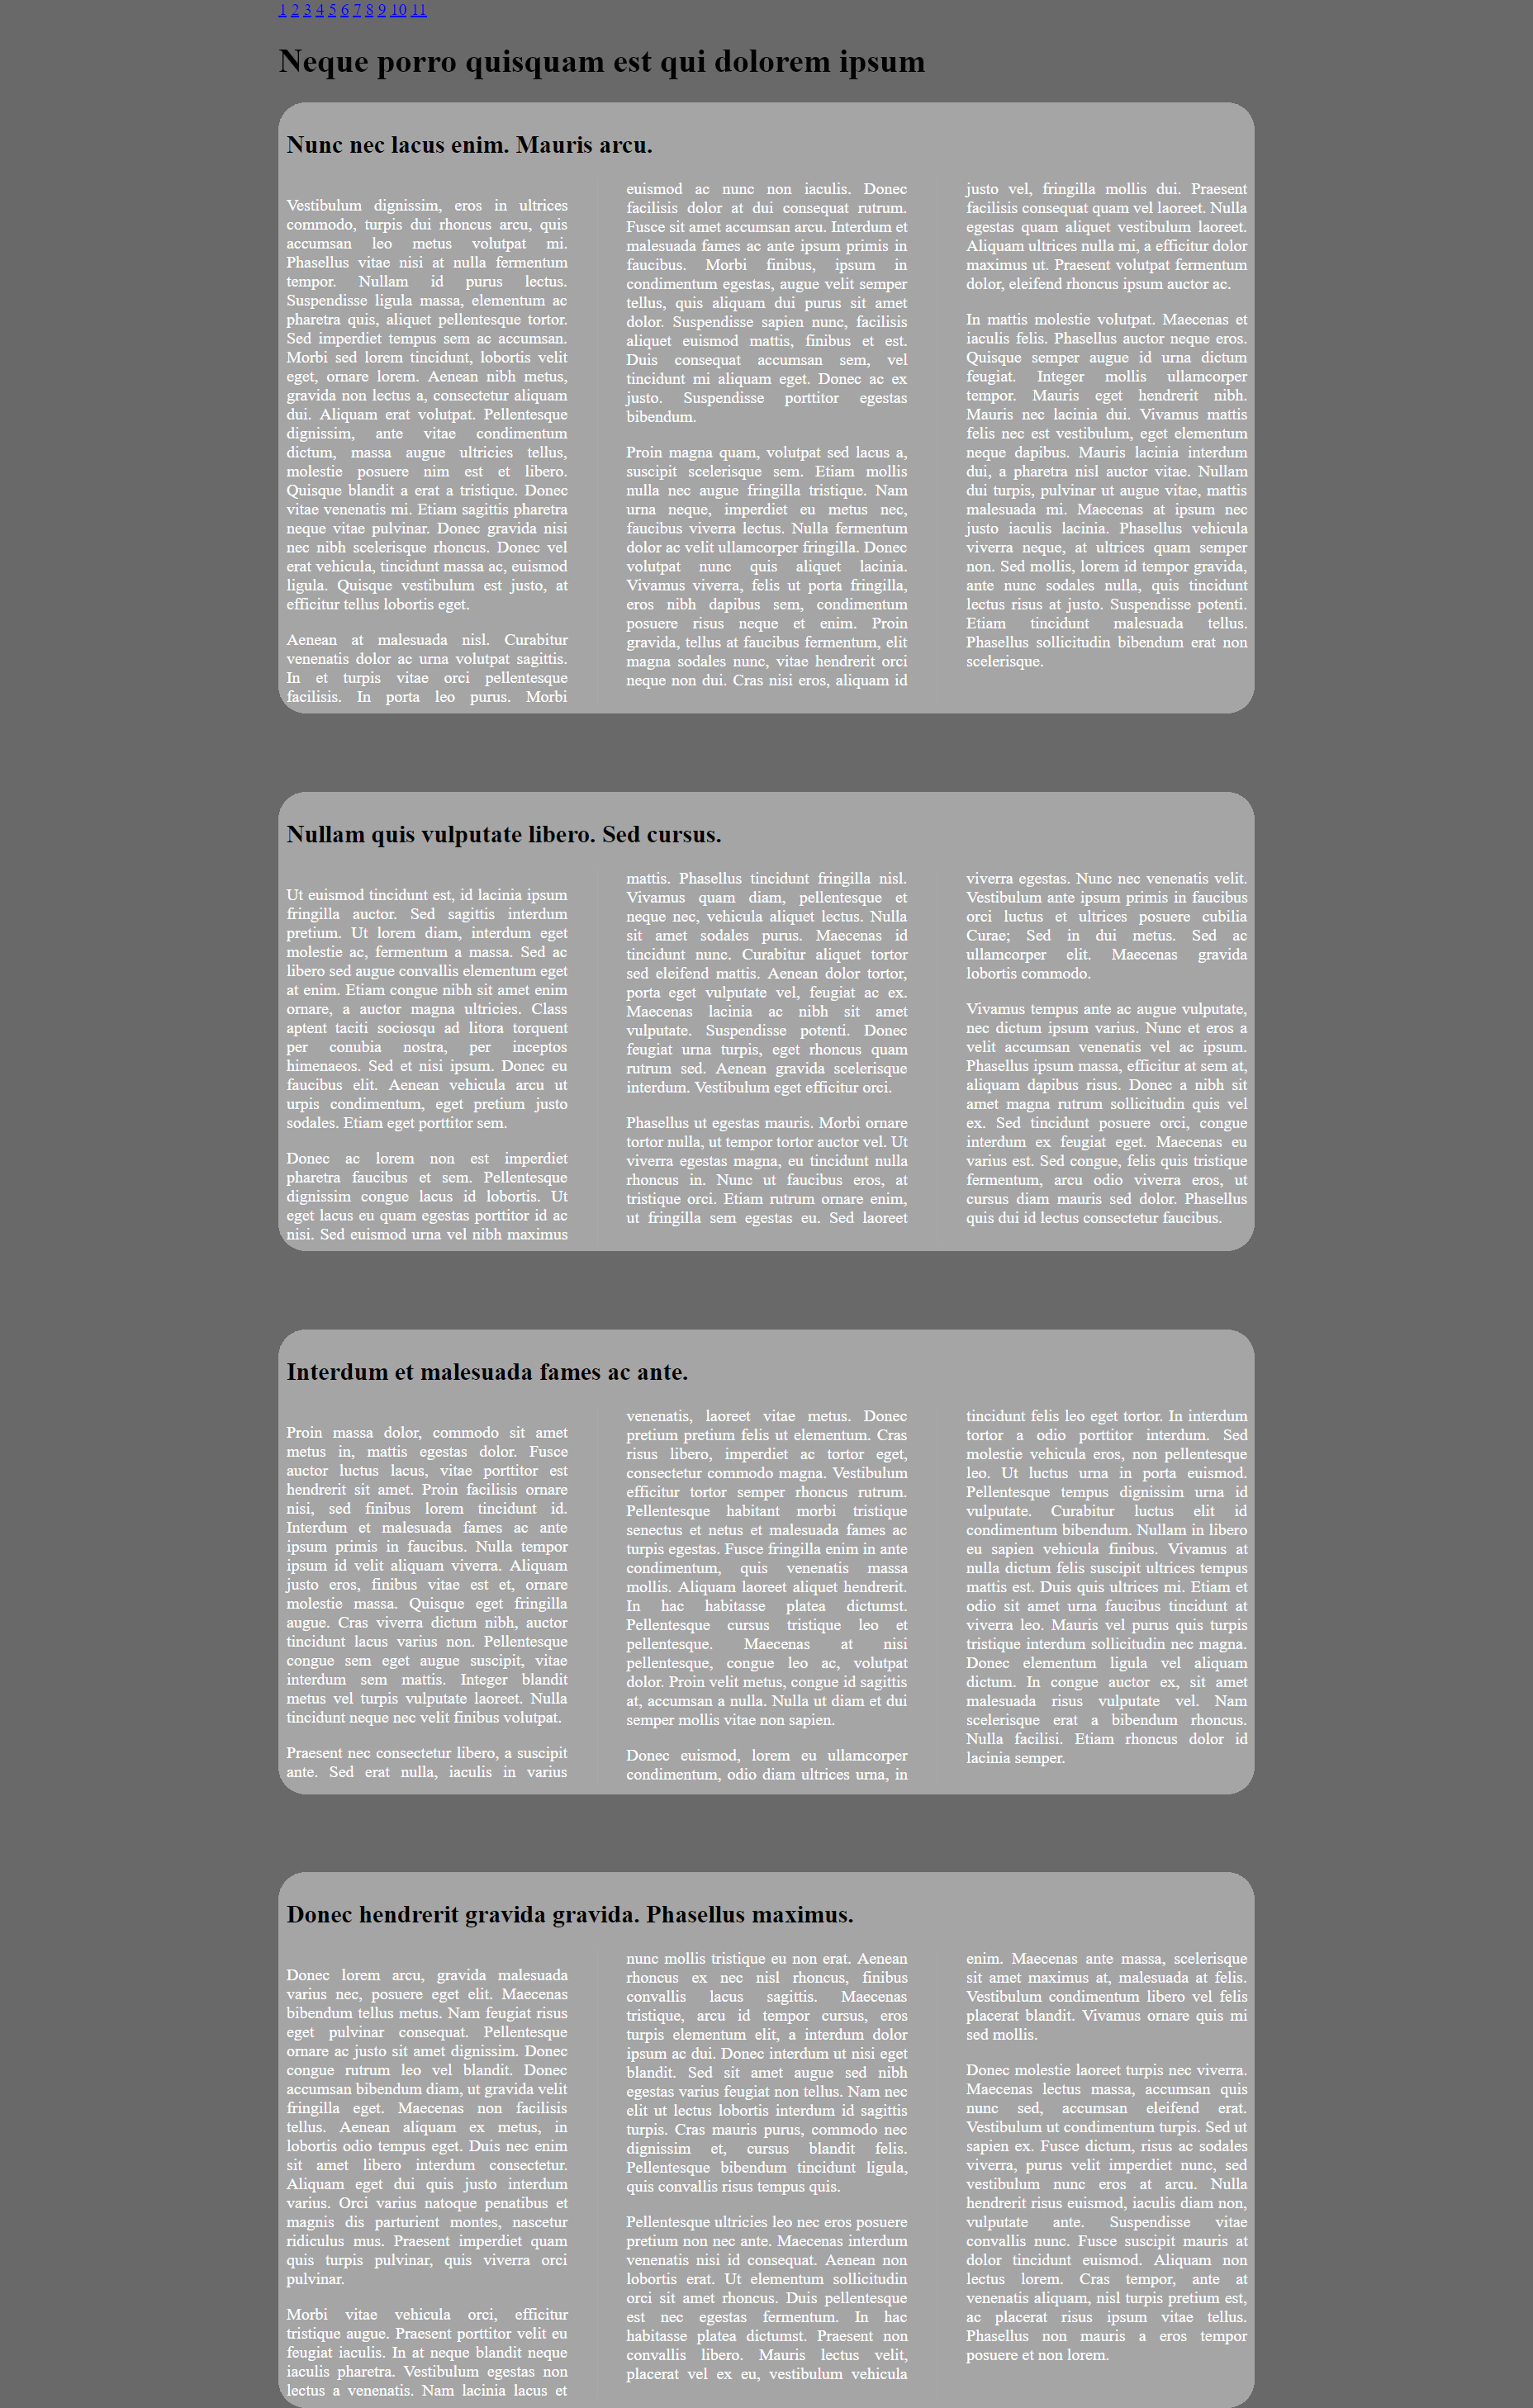 1 2 3 4 5 6 7 8 9 10 11
Neque porro quisquam est qui dolorem ipsum
Nunc nec lacus enim. Mauris arcu.
Vestibulum dignissim, eros in ultrices
commodo, turpis dui rhoncus arcu, quis
accumsan leo metus volutpat mi.
Phasellus vitae nisi at nulla fermentum
tempor. Nullam id purus lectus.
Suspendisse ligula massa, elementum ac
pharetra quis, aliquet pellentesque tortor.
Sed imperdiet tempus sem ac accumsan.
Morbi sed lorem tincidunt, lobortis velit
eget, ornare lorem. Aenean nibh metus,
gravida non lectus a, consectetur aliquam
dui. Aliquam erat volutpat. Pellentesque
dignissim, ante vitae condimentum
dictum, massa augue ultricies tellus,
molestie posuere nim est et libero.
Quisque blandit a erat a tristique. Donec
vitae venenatis mi. Etiam sagittis pharetra
neque vitae pulvinar. Donec gravida nisi
nec nibh scelerisque rhoncus. Donec vel
erat vehicula, tincidunt massa ac, euismod
ligula. Quisque vestibulum est justo, at
efficitur tellus lobortis eget.
Aenean at malesuada nisl. Curabitur
venenatis dolor ac urna volutpat sagittis.
In et turpis vitae orci pellentesque
facilisis. In porta leo purus. Morbi
euismod ac nunc non iaculis. Donec
facilisis dolor at dui consequat rutrum.
Fusce sit amet accumsan arcu. Interdum et
malesuada fames ac ante ipsum primis in
faucibus. Morbi finibus, ipsum in
condimentum egestas, augue velit semper
tellus, quis aliquam dui purus sit amet
dolor. Suspendisse sapien nunc, facilisis
aliquet euismod mattis, finibus et est.
Duis consequat accumsan sem, vel
tincidunt mi aliquam eget. Donec ac ex
justo. Suspendisse porttitor egestas
bibendum.
Proin magna quam, volutpat sed lacus a,
suscipit scelerisque sem. Etiam mollis
nulla nec augue fringilla tristique. Nam
urna neque, imperdiet eu metus nec,
faucibus viverra lectus. Nulla fermentum
dolor ac velit ullamcorper fringilla. Donec
volutpat nunc quis aliquet lacinia.
Vivamus viverra, felis ut porta fringilla,
eros nibh dapibus sem, condimentum
posuere risus neque et enim. Proin
gravida, tellus at faucibus fermentum, elit
magna sodales nunc, vitae hendrerit orci
neque non dui. Cras nisi eros, aliquam id
justo vel, fringilla mollis dui. Praesent
facilisis consequat quam vel laoreet. Nulla
egestas quam aliquet vestibulum laoreet.
Aliquam ultrices nulla mi, a efficitur dolor
maximus ut. Praesent volutpat fermentum
dolor, eleifend rhoncus ipsum auctor ac.
In mattis molestie volutpat. Maecenas et
iaculis felis. Phasellus auctor neque eros.
Quisque semper augue id urna dictum
feugiat. Integer mollis ullamcorper
tempor. Mauris eget hendrerit nibh.
Mauris nec lacinia dui. Vivamus mattis
felis nec est vestibulum, eget elementum
neque dapibus. Mauris lacinia interdum
dui, a pharetra nisl auctor vitae. Nullam
dui turpis, pulvinar ut augue vitae, mattis
malesuada mi. Maecenas at ipsum nec
justo iaculis lacinia. Phasellus vehicula
viverra neque, at ultrices quam semper
non. Sed mollis, lorem id tempor gravida,
ante nunc sodales nulla, quis tincidunt
lectus risus at justo. Suspendisse potenti.
Etiam tincidunt malesuada tellus.
Phasellus sollicitudin bibendum erat non
scelerisque.
Nullam quis vulputate libero. Sed cursus.
Ut euismod tincidunt est, id lacinia ipsum
fringilla auctor. Sed sagittis interdum
pretium. Ut lorem diam, interdum eget
molestie ac, fermentum a massa. Sed ac
libero sed augue convallis elementum eget
at enim. Etiam congue nibh sit amet enim
ornare, a auctor magna ultricies. Class
aptent taciti sociosqu ad litora torquent
per conubia nostra, per inceptos
himenaeos. Sed et nisi ipsum. Donec eu
faucibus elit. Aenean vehicula arcu ut
urpis condimentum, eget pretium justo
sodales. Etiam eget porttitor sem.
Donec ac lorem non est imperdiet
pharetra faucibus et sem. Pellentesque
dignissim congue lacus id lobortis. Ut
eget lacus eu quam egestas porttitor id ac
nisi. Sed euismod urna vel nibh maximus
mattis. Phasellus tincidunt fringilla nisl.
Vivamus quam diam, pellentesque et
neque nec, vehicula aliquet lectus. Nulla
sit amet sodales purus. Maecenas id
tincidunt nunc. Curabitur aliquet tortor
sed eleifend mattis. Aenean dolor tortor,
porta eget vulputate vel, feugiat ac ex.
Maecenas lacinia ac nibh sit amet
vulputate. Suspendisse potenti. Donec
feugiat urna turpis, eget rhoncus quam
rutrum sed. Aenean gravida scelerisque
interdum. Vestibulum eget efficitur orci.
Phasellus ut egestas mauris. Morbi ornare
tortor nulla, ut tempor tortor auctor vel. Ut
viverra egestas magna, eu tincidunt nulla
rhoncus in. Nunc ut faucibus eros, at
tristique orci. Etiam rutrum ornare enim,
ut fringilla sem egestas eu. Sed laoreet
viverra egestas. Nunc nec venenatis velit.
Vestibulum ante ipsum primis in faucibus
orci luctus et ultrices posuere cubilia
Curae; Sed in dui metus. Sed ac
ullamcorper elit. Maecenas gravida
lobortis commodo.
Vivamus tempus ante ac augue vulputate,
nec dictum ipsum varius. Nunc et eros a
velit accumsan venenatis vel ac ipsum.
Phasellus ipsum massa, efficitur at sem at,
aliquam dapibus risus. Donec a nibh sit
amet magna rutrum sollicitudin quis vel
ex. Sed tincidunt posuere orci, congue
interdum ex feugiat eget. Maecenas eu
varius est. Sed congue, felis quis tristique
fermentum, arcu odio viverra eros, ut
cursus diam mauris sed dolor. Phasellus
quis dui id lectus consectetur faucibus.
Interdum et malesuada fames ac ante.
Proin massa dolor, commodo sit amet
metus in, mattis egestas dolor. Fusce
auctor luctus lacus, vitae porttitor est
hendrerit sit amet. Proin facilisis ornare
nisi, sed finibus lorem tincidunt id.
Interdum et malesuada fames ac ante
ipsum primis in faucibus. Nulla tempor
ipsum id velit aliquam viverra. Aliquam
justo eros, finibus vitae est et, ornare
molestie massa. Quisque eget fringilla
augue. Cras viverra dictum nibh, auctor
tincidunt lacus varius non. Pellentesque
congue sem eget augue suscipit, vitae
interdum sem mattis. Integer blandit
metus vel turpis vulputate laoreet. Nulla
tincidunt neque nec velit finibus volutpat.
Praesent nec consectetur libero, a suscipit
ante. Sed erat nulla, iaculis in varius
venenatis, laoreet vitae metus. Donec
pretium pretium felis ut elementum. Cras
risus libero, imperdiet ac tortor eget,
consectetur commodo magna. Vestibulum
efficitur tortor semper rhoncus rutrum.
Pellentesque habitant morbi tristique
senectus et netus et malesuada fames ac
turpis egestas. Fusce fringilla enim in ante
condimentum, quis venenatis massa
mollis. Aliquam laoreet aliquet hendrerit.
In hac habitasse platea dictumst.
Pellentesque cursus tristique leo et
pellentesque. Maecenas at nisi
pellentesque, congue leo ac, volutpat
dolor. Proin velit metus, congue id sagittis
at, accumsan a nulla. Nulla ut diam et dui
semper mollis vitae non sapien.
Donec euismod, lorem eu ullamcorper
condimentum, odio diam ultrices urna, in
tincidunt felis leo eget tortor. In interdum
tortor a odio porttitor interdum. Sed
molestie vehicula eros, non pellentesque
leo. Ut luctus urna in porta euismod.
Pellentesque tempus dignissim urna id
vulputate. Curabitur luctus elit id
condimentum bibendum. Nullam in libero
eu sapien vehicula finibus. Vivamus at
nulla dictum felis suscipit ultrices tempus
mattis est. Duis quis ultrices mi. Etiam et
odio sit amet urna faucibus tincidunt at
viverra leo. Mauris vel purus quis turpis
tristique interdum sollicitudin nec magna.
Donec elementum ligula vel aliquam
dictum. In congue auctor ex, sit amet
malesuada risus vulputate vel. Nam
scelerisque erat a bibendum rhoncus.
Nulla facilisi. Etiam rhoncus dolor id
lacinia semper.
Donec hendrerit gravida gravida. Phasellus maximus.
Donec lorem arcu, gravida malesuada
varius nec, posuere eget elit. Maecenas
bibendum tellus metus. Nam feugiat risus
eget pulvinar consequat. Pellentesque
ornare ac justo sit amet dignissim. Donec
congue rutrum leo vel blandit. Donec
accumsan bibendum diam, ut gravida velit
fringilla eget. Maecenas non facilisis
tellus. Aenean aliquam ex metus, in
lobortis odio tempus eget. Duis nec enim
sit amet libero interdum consectetur.
Aliquam eget dui quis justo interdum
varius. Orci varius natoque penatibus et
magnis dis parturient montes, nascetur
ridiculus mus. Praesent imperdiet quam
quis turpis pulvinar, quis viverra orci
pulvinar.
Morbi vitae vehicula orci, efficitur
tristique augue. Praesent porttitor velit eu
feugiat iaculis. In at neque blandit neque
iaculis pharetra. Vestibulum egestas non
lectus a venenatis. Nam lacinia lacus et
nunc mollis tristique eu non erat. Aenean
rhoncus ex nec nisl rhoncus, finibus
convallis lacus sagittis. Maecenas
tristique, arcu id tempor cursus, eros
turpis elementum elit, a interdum dolor
ipsum ac dui. Donec interdum ut nisi eget
blandit. Sed sit amet augue sed nibh
egestas varius feugiat non tellus. Nam nec
elit ut lectus lobortis interdum id sagittis
turpis. Cras mauris purus, commodo nec
dignissim et, cursus blandit felis.
Pellentesque bibendum tincidunt ligula,
quis convallis risus tempus quis.
Pellentesque ultricies leo nec eros posuere
pretium non nec ante. Maecenas interdum
venenatis nisi id consequat. Aenean non
lobortis erat. Ut elementum sollicitudin
orci sit amet rhoncus. Duis pellentesque
est nec egestas fermentum. In hac
habitasse platea dictumst. Praesent non
convallis libero. Mauris lectus velit,
placerat vel ex eu, vestibulum vehicula
enim. Maecenas ante massa, scelerisque
sit amet maximus at, malesuada at felis.
Vestibulum condimentum libero vel felis
placerat blandit. Vivamus ornare quis mi
sed mollis.
Donec molestie laoreet turpis nec viverra.
Maecenas lectus massa, accumsan quis
nunc sed, accumsan eleifend erat.
Vestibulum ut condimentum turpis. Sed ut
sapien ex. Fusce dictum, risus ac sodales
viverra, purus velit imperdiet nunc, sed
vestibulum nunc eros at arcu. Nulla
hendrerit risus euismod, iaculis diam non,
vulputate ante. Suspendisse vitae
convallis nunc. Fusce suscipit mauris at
dolor tincidunt euismod. Aliquam non
lectus lorem. Cras tempor, ante at
venenatis aliquam, nisl turpis pretium est,
ac placerat risus ipsum vitae tellus.
Phasellus non mauris a eros tempor
posuere et non lorem.